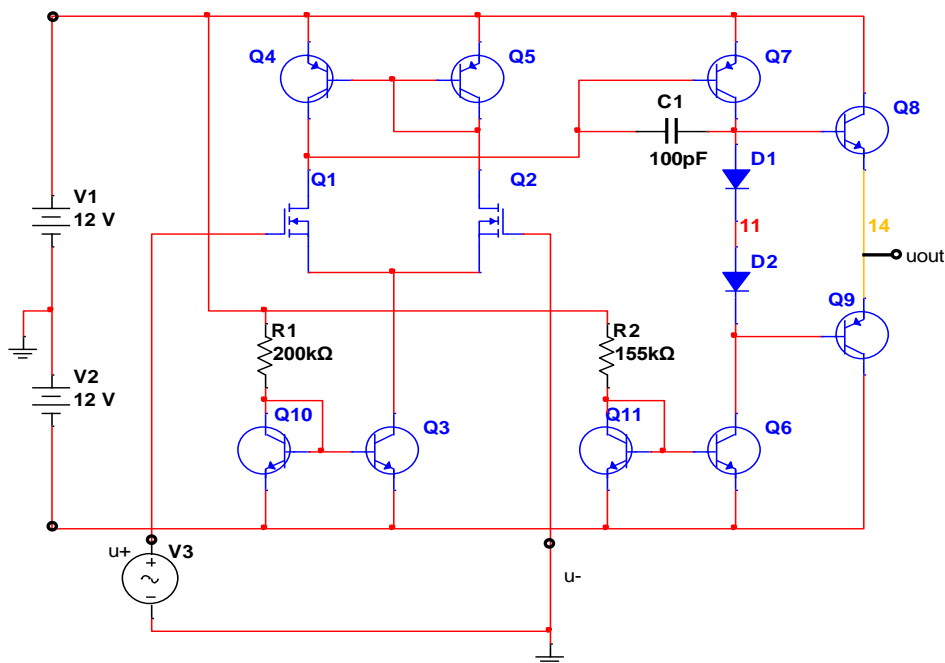 Q4
Q5
Q7
C1
Q8
100pF
D1
Q1
Q2
V1
12 V
11
14
uout
D2
Q9
R1
200kΩ
R2
155kΩ
V2
12 V
Q10
Q3
Q11
Q6
u+
V3
u-